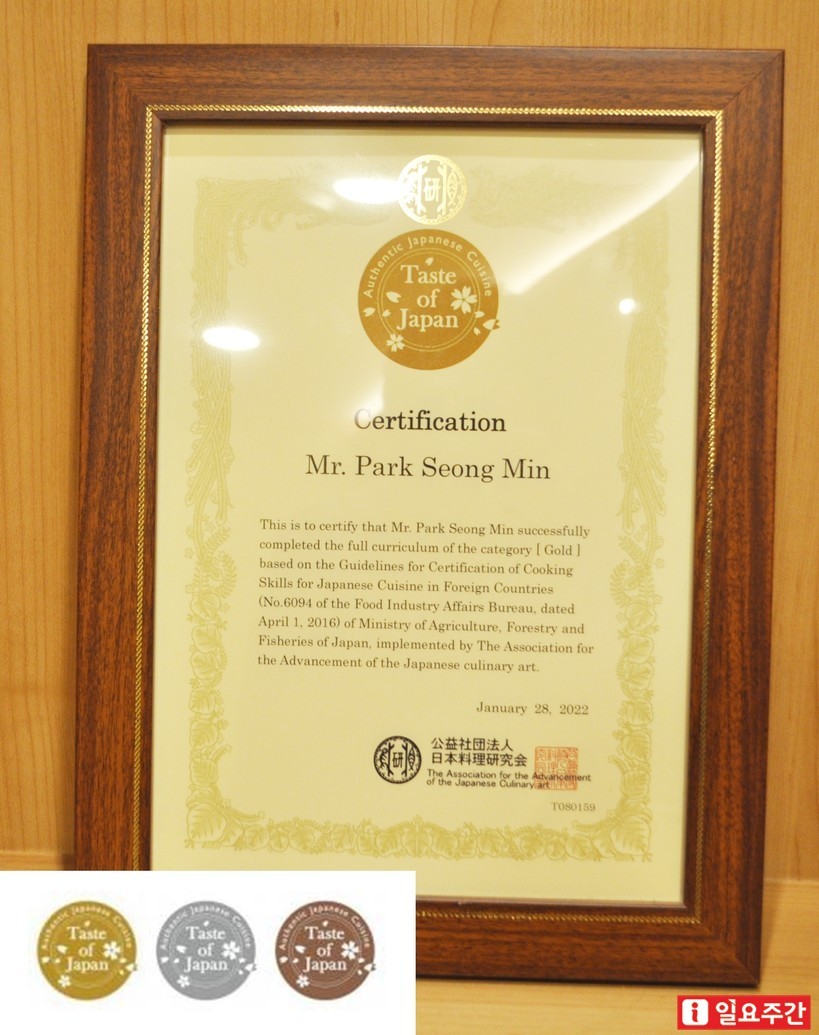 研
Authentic Japanese Cuisine
Taste
of
Japan
Certification
Mr. Park Seong Min
This is to certify that Mr. Park Seong Min successfully
completed the full curriculum of the category [ Gold ]
based on the Guidelines for Certification of Cooking
Skills for Japanese Cuisine in Foreign Countries
(No.6094 of the Food Industry Affairs Bureau, dated
April 1, 2016) of Ministry of Agriculture, Forestry and
Fisheries of Japan, implemented by The Association for
the Advancement of the Japanese culinary art.
January 28, 2022
研
公益社団法人
日本料理研究会
The Association for the Advancement
of the Japanese Culinary art
T080159
Authentic Japanese Cuisine
Taste
of
Japan
Authentic Japanese Cuisine
Taste
of
Japan
Authentic Japanese Cuisine
Taste
of
Japan
i 일요주간